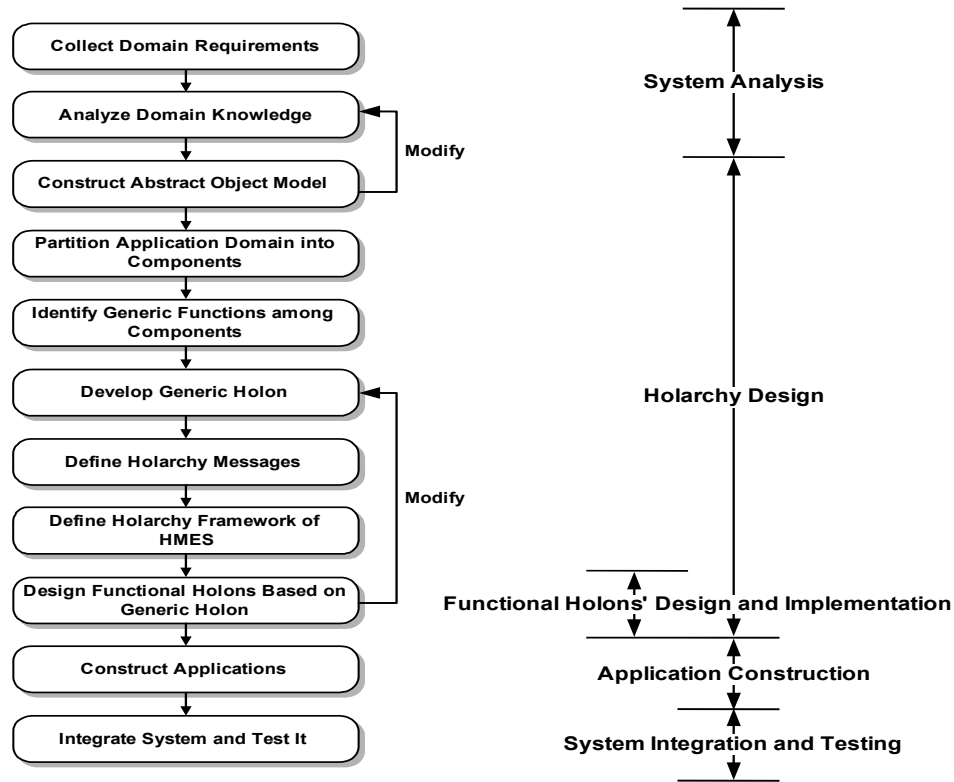 Collect Domain Requirements
Analyze Domain Knowledge
Modify
Construct Abstract Object Model
Partition Application Domain into
Components
Identify Generic Functions among
Components
Develop Generic Holon
Define Holarchy Messages
Modify
Define Holarchy Framework of
HMES
Design Functional Holons Based on
Generic Holon
Construct Applications
Integrate System and Test It
System Analysis
Holarchy Design
Functional Holons' Design and Implementation
Application Construction
System Integration and Testing